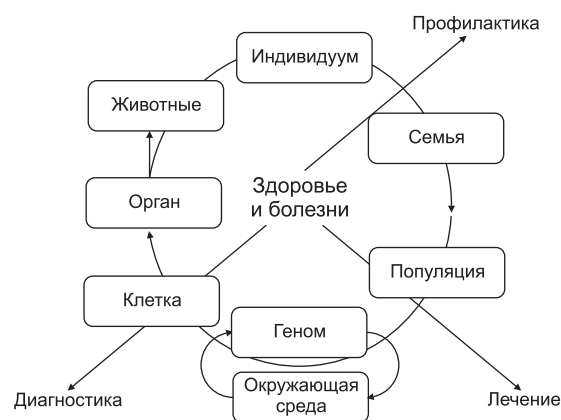 Профилактика
Индивидуум
Животные
Семья
Здоровье
и болезни
Орган
Популяция
Клетка
Геном
Окружающая
среда
Диагностика
Лечение